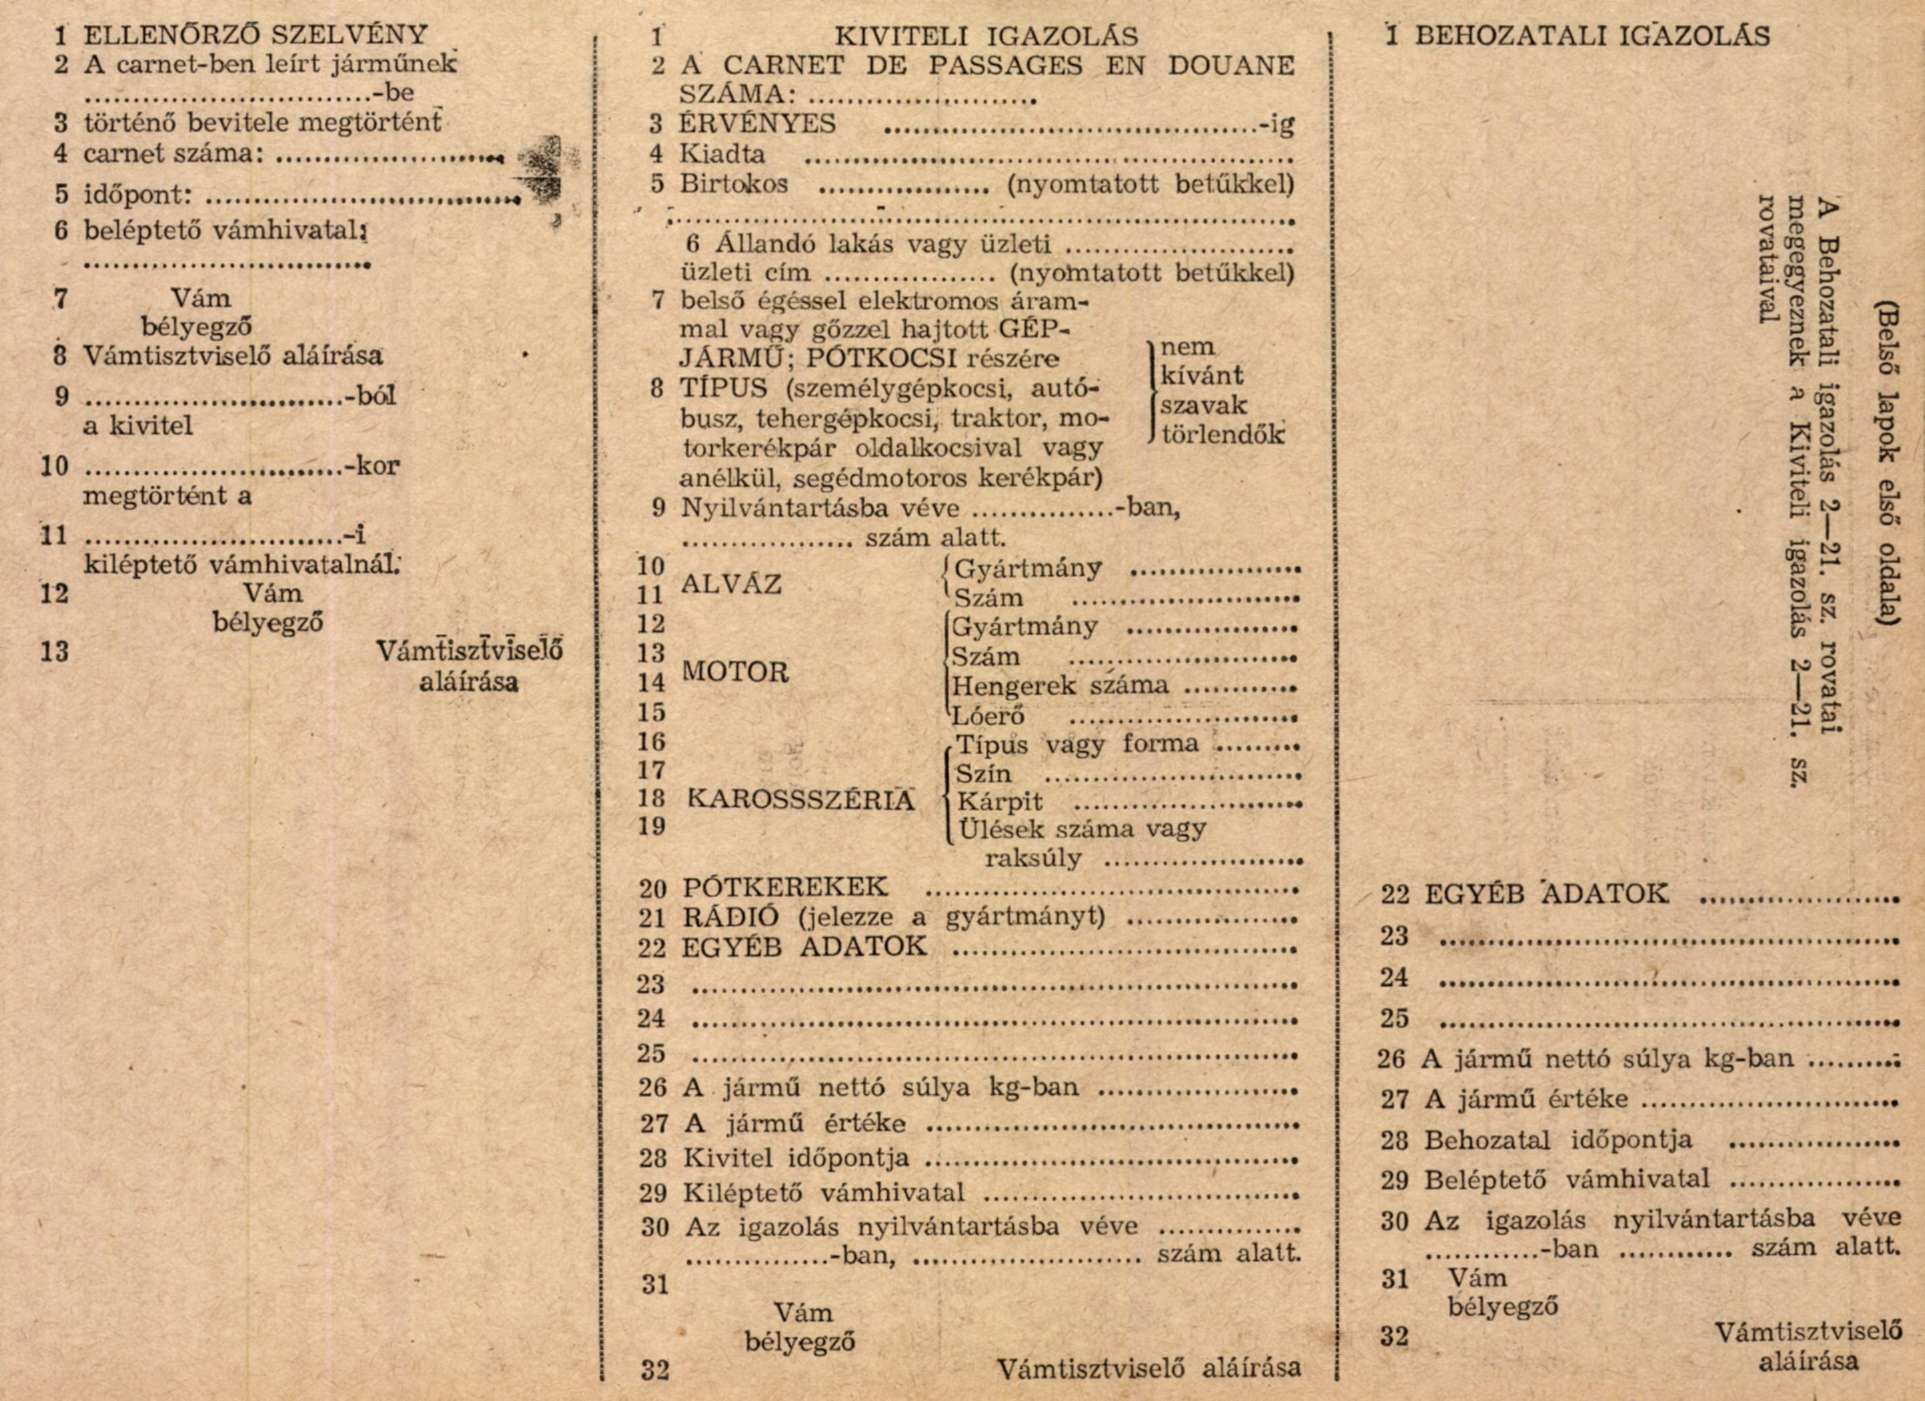 1 ELLENŐRZŐ SZELVÉNY
2 A carnet-ben leírt járműnek
..............................-be
3 történő bevitele megtörtént
4 carnet száma: ........................
5 időpont: .................................
6 beléptető vámhivatal:
..............................
7 Vám
bélyegző
8 Vámtisztviselő aláírása
9 ...........................-ból
a kivitel
10 ...........................-kor
megtörtént a
11 ...........................-i
kiléptető vámhivatalnál.
12 Vám
bélyegző
13 Vámtisztviselő
aláírása
1 KIVITELI IGAZOLÁS
2 A CARNET DE PASSAGES EN DOUANE
SZÁMA: ........................
3 ÉRVÉNYES .......................................-ig
4 Kiadta ...................................................
5 Birtokos .................. (nyomtatott betűkkel)
.................................................................
6 Állandó lakás vagy üzleti ........................
üzleti cím .................. (nyomtatott betűkkel)
7 belső égéssel elektromos áram-
mal vagy gőzzel hajtott GÉP-
JÁRMŰ; PÓTKOCSI részére
8 TÍPUS (személygépkocsi, autó-
busz, tehergépkocsi, traktor, mo-
torkerékpár oldalkocsival vagy
anélkül, segédmotoros kerékpár)
nem
kívánt
szavak
törlendők
9 Nyilvántartásba véve ...............-ban,
.................. szám alatt.
ALVÁZ
10 Gyártmány ..................
11 Szám ........................
MOTOR
12 Gyártmány ..................
13 Szám ........................
14 Hengerek száma ............
15 Lóerő ........................
KAROSSSZÉRIA
16 Típus vagy forma .........
17 Szín ...........................
18 Kárpit ........................
19 Ülések száma vagy
raksúly .....................
20 PÓTKEREKEK .......................................
21 RÁDIÓ (jelezze a gyártmányt) ..................
22 EGYÉB ADATOK ....................................
23 ...............................................................
24 ...............................................................
25 ...............................................................
26 A jármű nettó súlya kg-ban .....................
27 A jármű értéke .......................................
28 Kivitel időpontja .......................................
29 Kiléptető vámhivatal .................................
30 Az igazolás nyilvántartásba véve ...............
...............-ban, ........................ szám alatt.
31
Vám
bélyegző
32 Vámtisztviselő aláírása
1 BEHOZATALI IGAZOLÁS
(Belső lapok első oldala)
A Behozatali igazolás 2—21. sz. rovatai
megegyeznek a Kiviteli igazolás 2—21. sz.
rovataival
22 EGYÉB ADATOK .....................
23 ................................................
24 ................................................
25 ................................................
26 A jármű nettó súlya kg-ban ..........
27 A jármű értéke ...........................
28 Behozatal időpontja ..................
29 Beléptető vámhivatal ..................
30 Az igazolás nyilvántartásba véve
............-ban ............ szám alatt.
31 Vám
bélyegző
32 Vámtisztviselő
aláírása